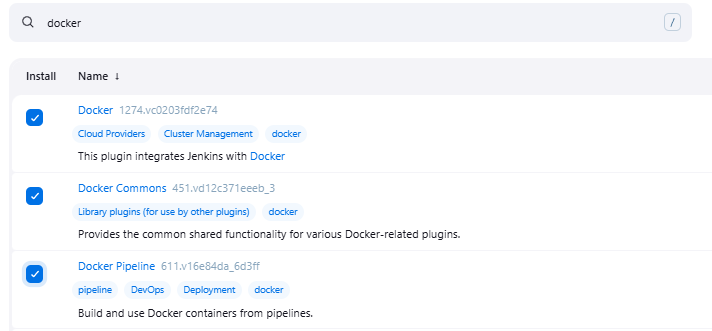 docker /
Install Name ↓
Docker 1274.vc0203fdf2e74
Cloud Providers Cluster Management docker
This plugin integrates Jenkins with Docker
Docker Commons 451.vd12c371eeeb_3
Library plugins (for use by other plugins) docker
Provides the common shared functionality for various Docker-related plugins.
Docker Pipeline 611.v16e84da_6d3ff
pipeline DevOps Deployment docker
Build and use Docker containers from pipelines.